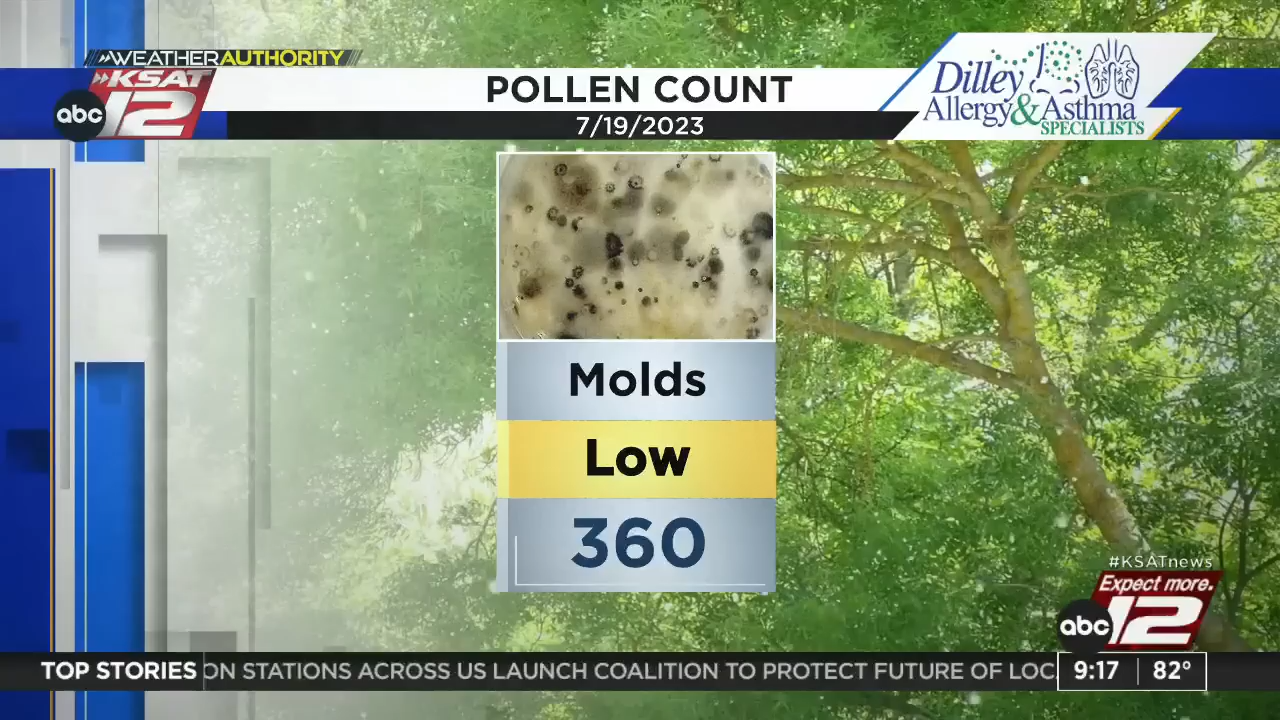 WEATHER AUTHORITY
KSAT
abc 12
POLLEN COUNT
7/19/2023
Dilley
Allergy & Asthma
SPECIALISTS
Molds
Low
360
#KSATnews
Expect more.
abc 12
TOP STORIES ON STATIONS ACROSS US LAUNCH COALITION TO PROTECT FUTURE OF LOC 9:17 82°